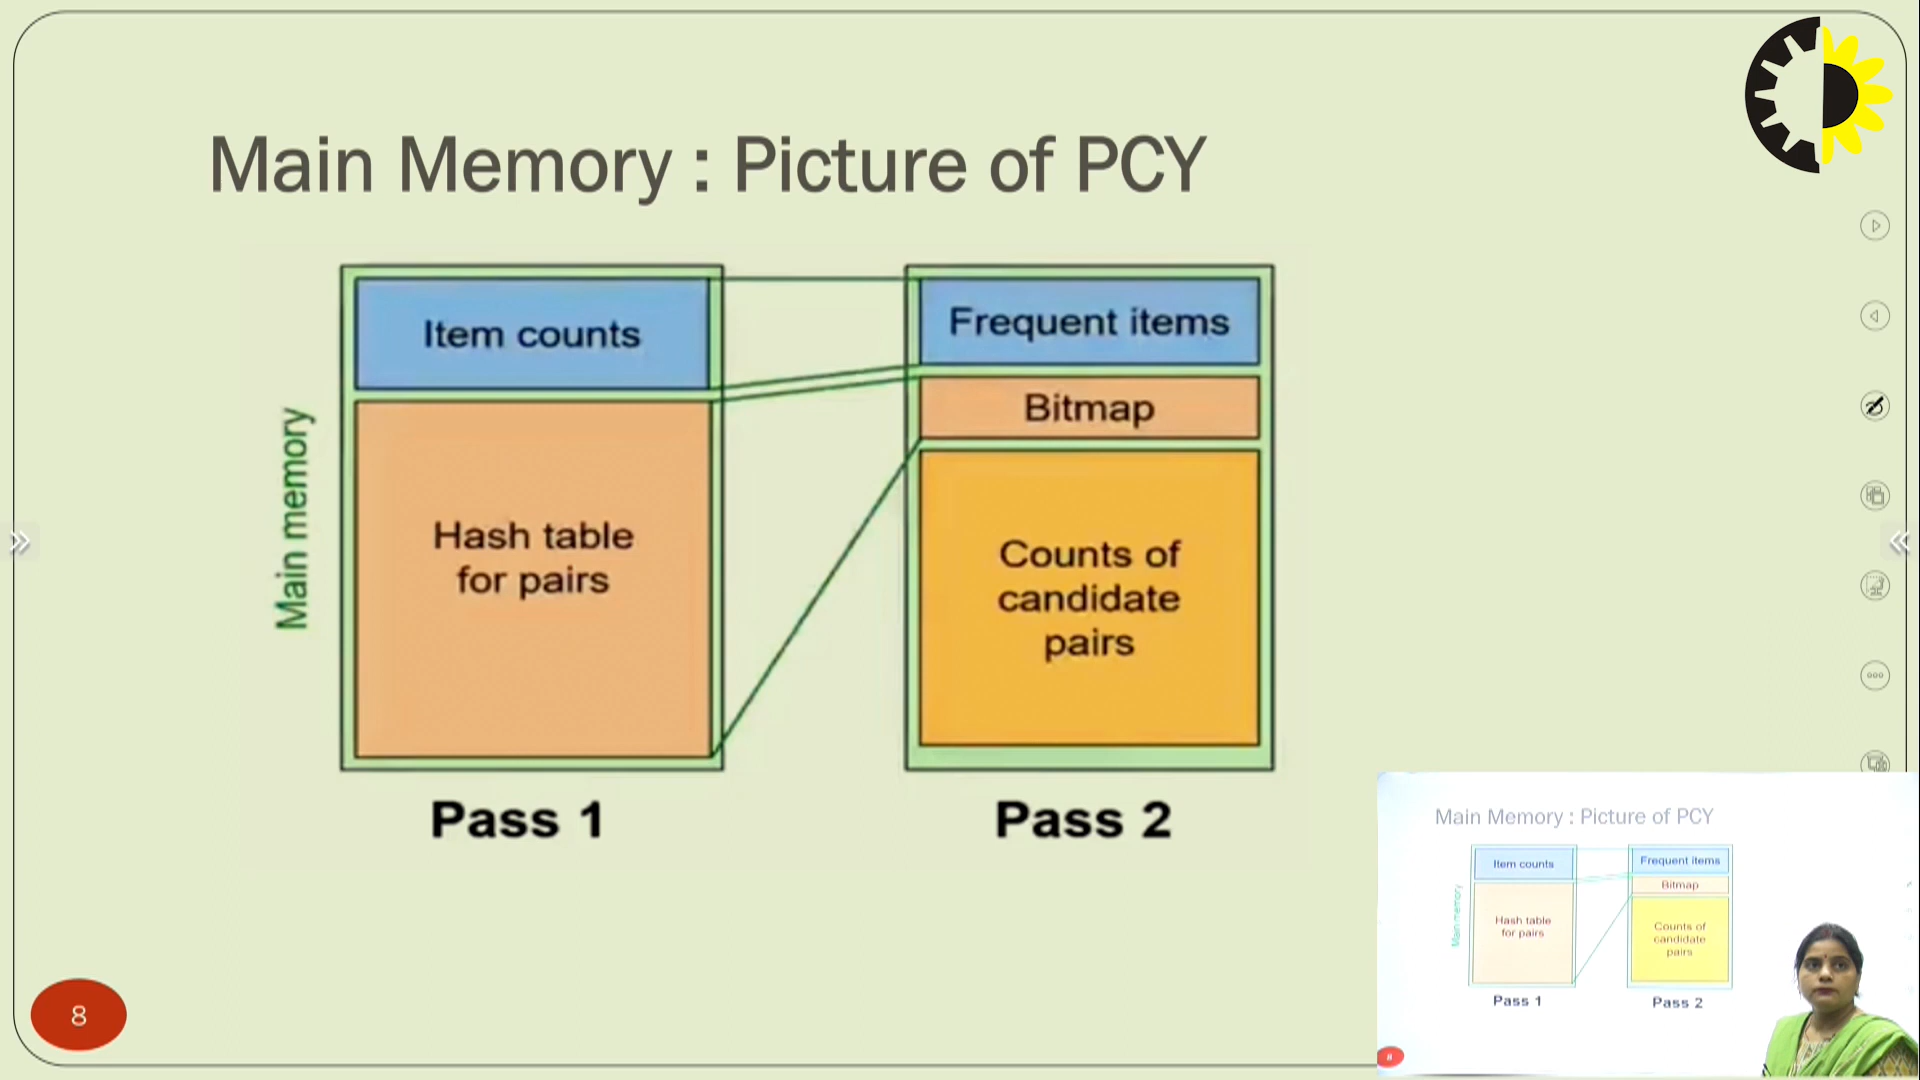 Main Memory : Picture of PCY
Main memory
Item counts
Hash table
for pairs
Pass 1
Frequent items
Bitmap
Counts of
candidate
pairs
Pass 2
8
Main Memory : Picture of PCY
Main memory
Item counts
Hash table
for pairs
Pass 1
Frequent items
Bitmap
Counts of
candidate
pairs
Pass 2
8